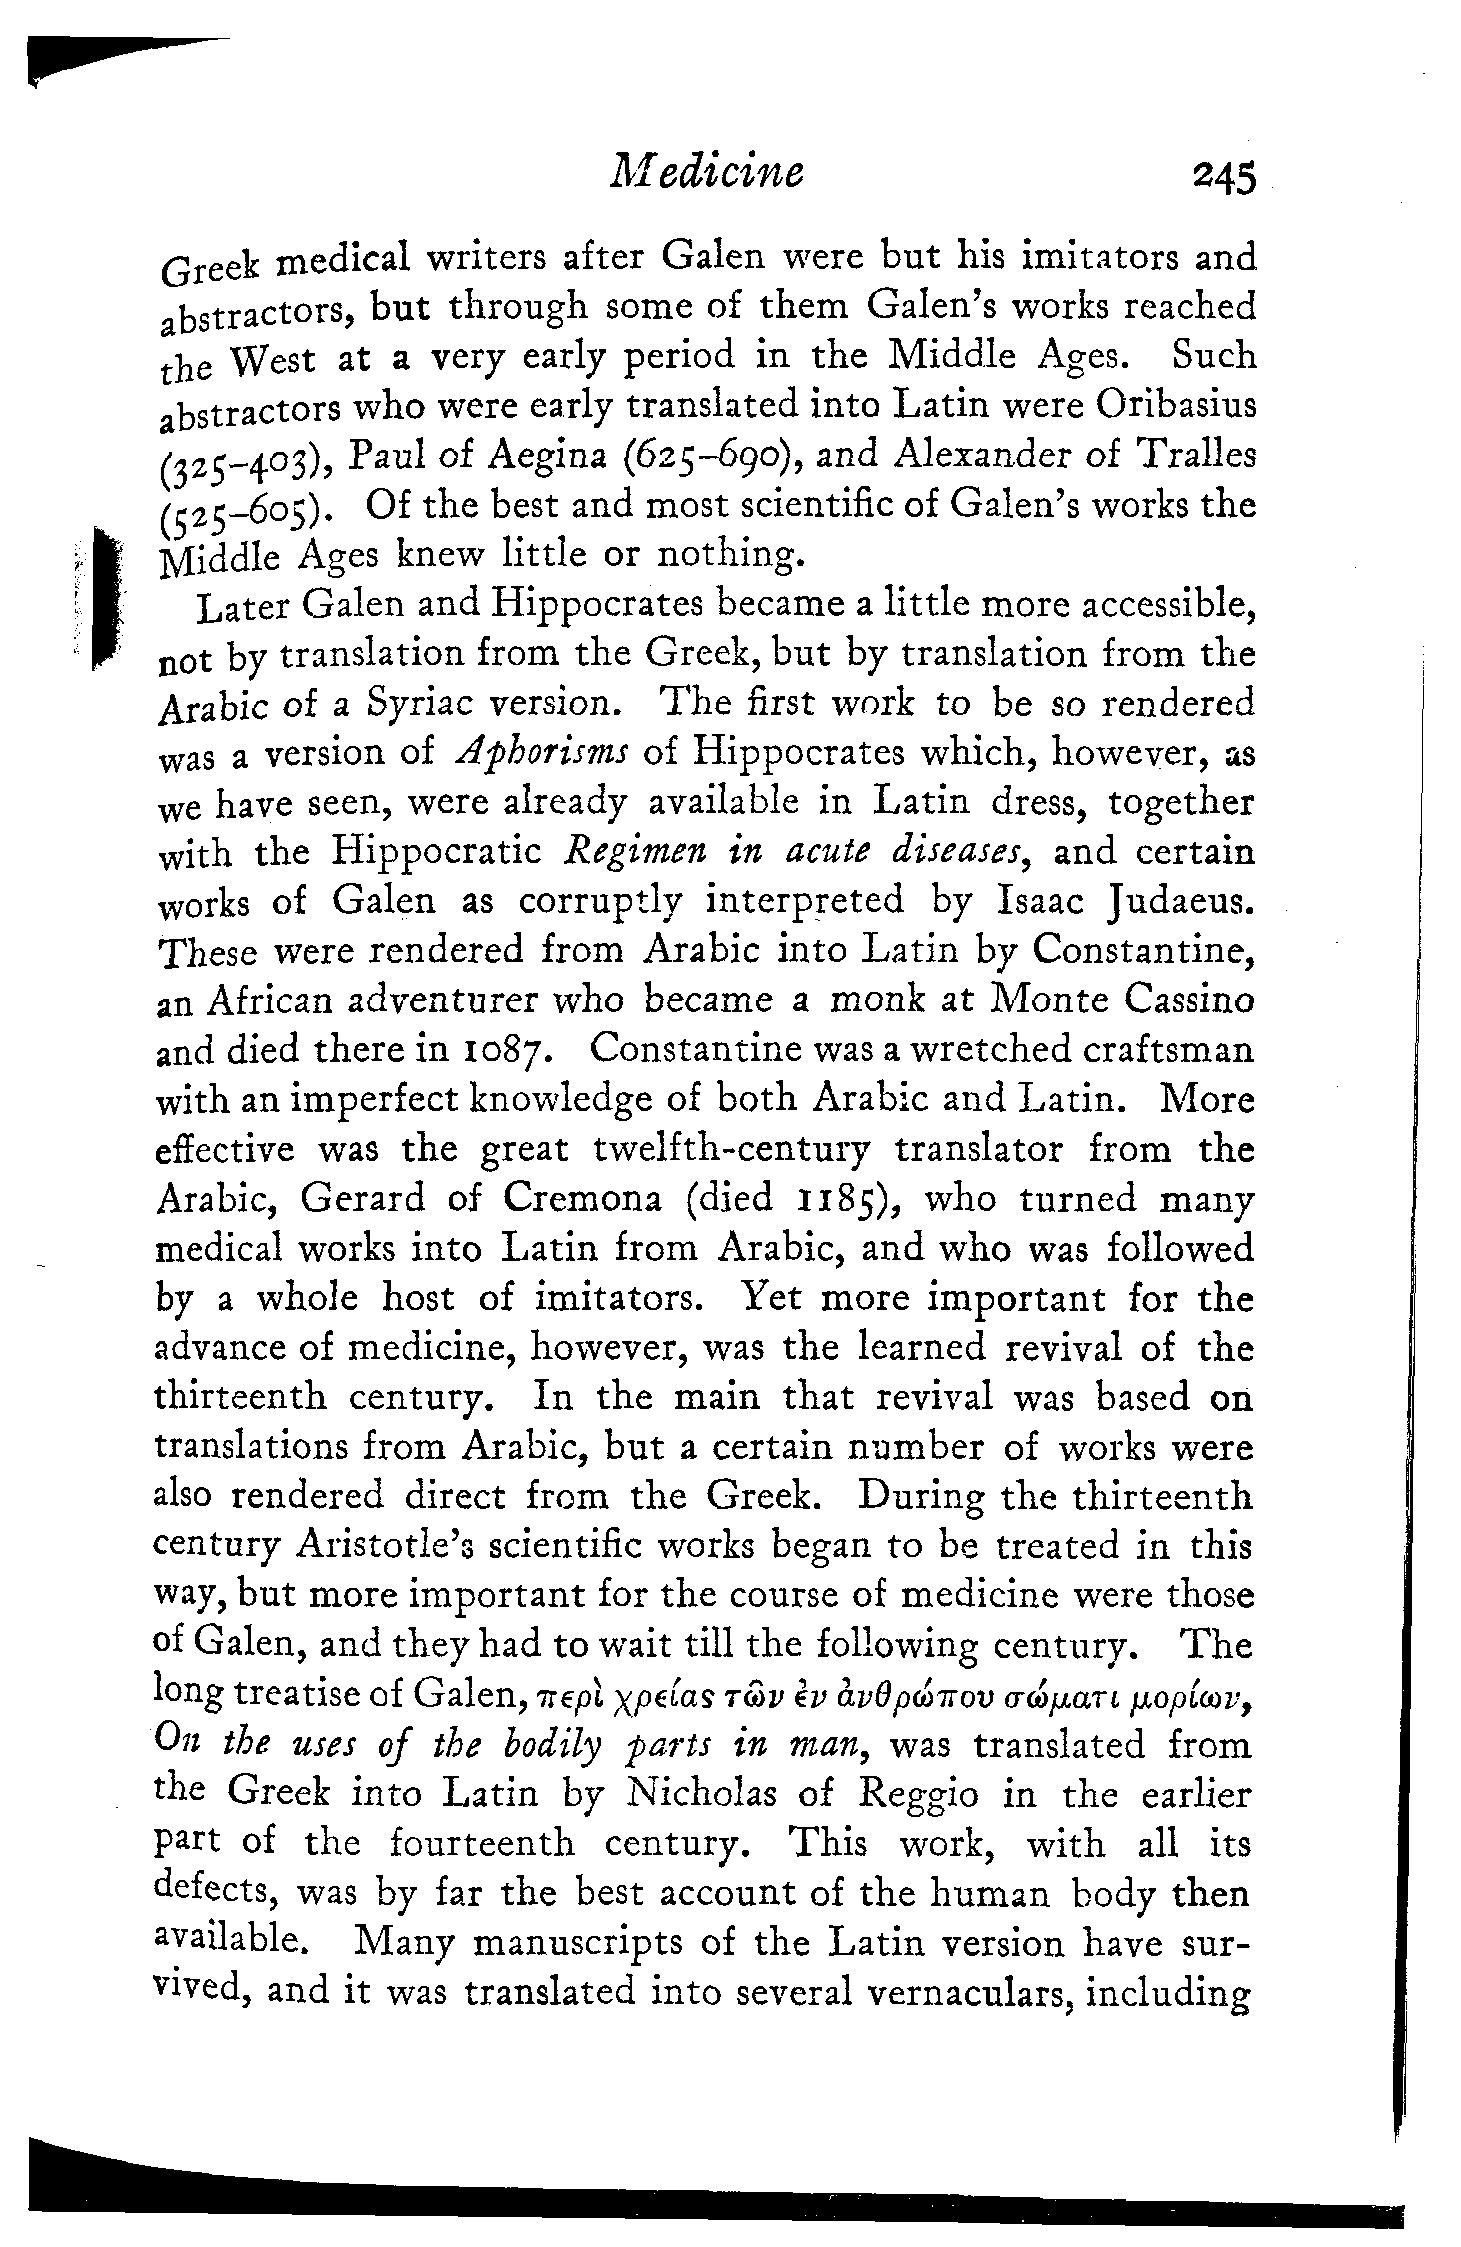 Medicine 245
Greek medical writers after Galen were but his imitators and
abstractors, but through some of them Galen's works reached
the West at a very early period in the Middle Ages. Such
abstractors who were early translated into Latin were Oribasius
(325–403), Paul of Aegina (625–690), and Alexander of Tralles
(525–605). Of the best and most scientific of Galen's works the
Middle Ages knew little or nothing.
Later Galen and Hippocrates became a little more accessible,
not by translation from the Greek, but by translation from the
Arabic of a Syriac version. The first work to be so rendered
was a version of Aphorisms of Hippocrates which, however, as
we have seen, were already available in Latin dress, together
with the Hippocratic Regimen in acute diseases, and certain
works of Galen as corruptly interpreted by Isaac Judaeus.
These were rendered from Arabic into Latin by Constantine,
an African adventurer who became a monk at Monte Cassino
and died there in 1087. Constantine was a wretched craftsman
with an imperfect knowledge of both Arabic and Latin. More
effective was the great twelfth-century translator from the
Arabic, Gerard of Cremona (died 1185), who turned many
medical works into Latin from Arabic, and who was followed
by a whole host of imitators. Yet more important for the
advance of medicine, however, was the learned revival of the
thirteenth century. In the main that revival was based on
translations from Arabic, but a certain number of works were
also rendered direct from the Greek. During the thirteenth
century Aristotle's scientific works began to be treated in this
way, but more important for the course of medicine were those
of Galen, and they had to wait till the following century. The
long treatise of Galen, περὶ χρείας τῶν ἐν ἀνθρώπου σώματι μορίων,
On the uses of the bodily parts in man, was translated from
the Greek into Latin by Nicholas of Reggio in the earlier
part of the fourteenth century. This work, with all its
defects, was by far the best account of the human body then
available. Many manuscripts of the Latin version have sur-
vived, and it was translated into several vernaculars, including